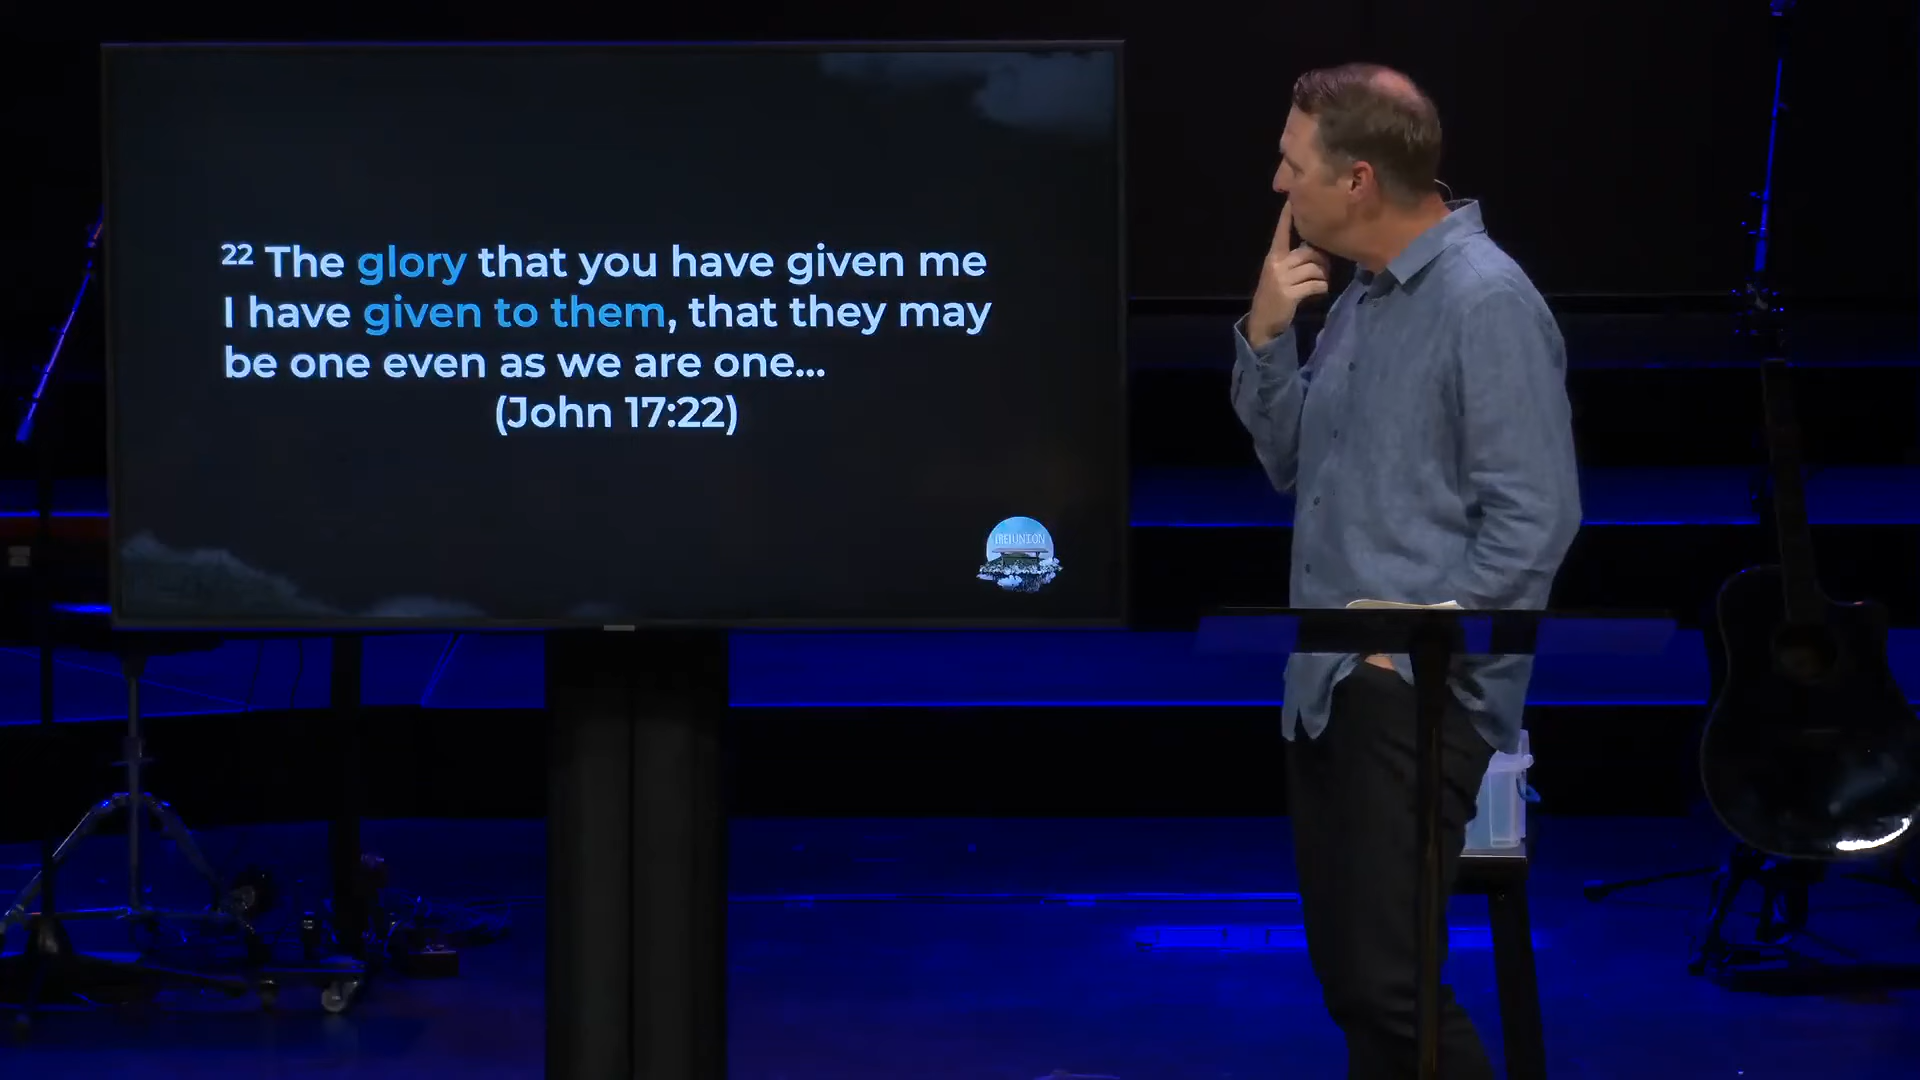 22 The glory that you have given me
I have given to them, that they may
be one even as we are one...
(John 17:22)
(RE)UNION